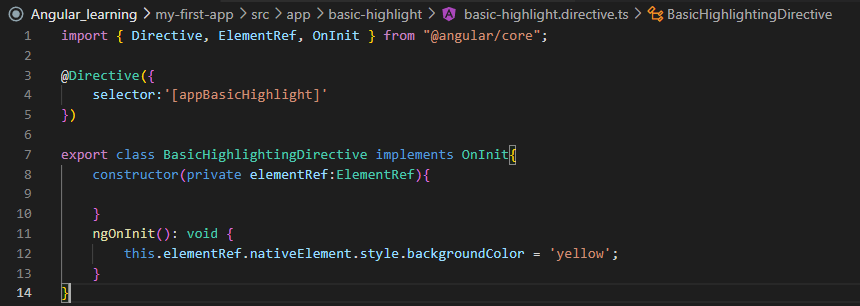 Angular_learning > my-first-app > src > app > basic-highlight > basic-highlight.directive.ts > BasicHighlightingDirective
1 import { Directive, ElementRef, OnInit } from "@angular/core";
2
3 @Directive({
4     selector:'[appBasicHighlight]'
5 })
6
7 export class BasicHighlightingDirective implements OnInit{
8     constructor(private elementRef:ElementRef){
9
10     }
11     ngOnInit(): void {
12         this.elementRef.nativeElement.style.backgroundColor = 'yellow';
13     }
14 }